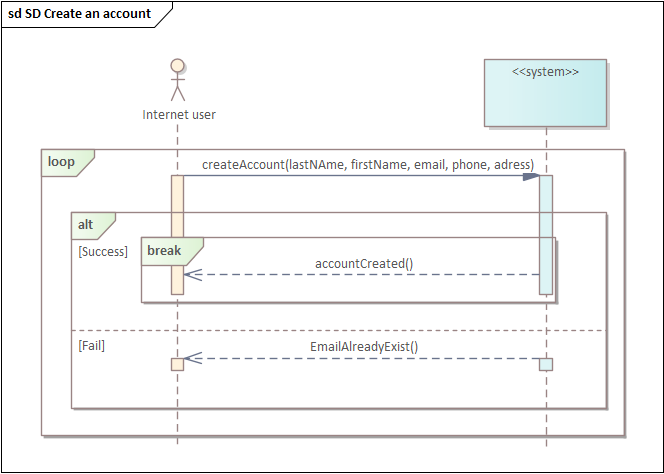 sd SD Create an account
<<system>>
Internet user
loop
createAccount(lastNAme, firstName, email, phone, adress)
alt
[Success]
break
accountCreated()
[Fail]
EmailAlreadyExist()